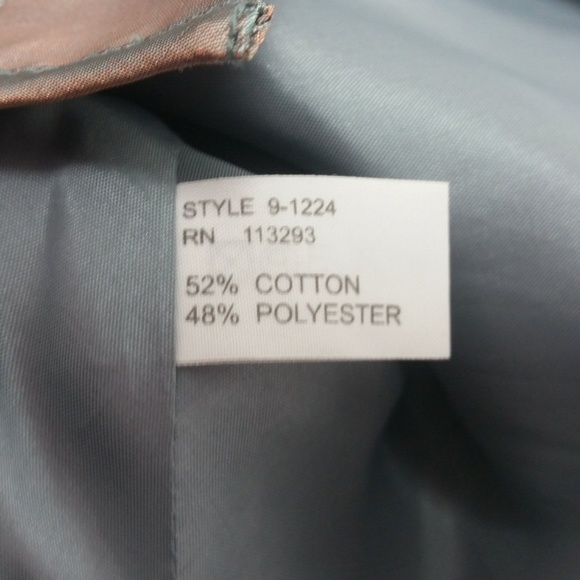 STYLE 9-1224
RN 113293
52% COTTON
48% POLYESTER